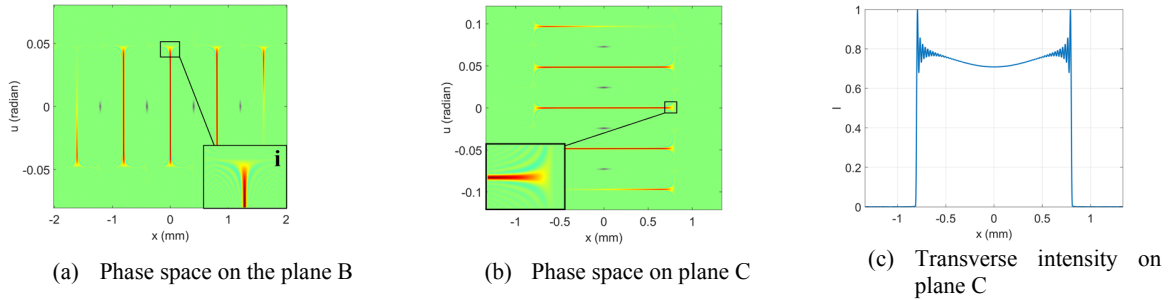 0.05
0
-0.05
u (radian)
-2
-1
0
1
2
x (mm)
i
(a) Phase space on the plane B
0.1
0.05
0
-0.05
-0.1
u (radian)
-1
-0.5
0
0.5
1
x (mm)
(b) Phase space on plane C
1
0.8
0.6
0.4
0.2
0
I
-1
-0.5
0
0.5
1
x (mm)
(c) Transverse intensity on
plane C